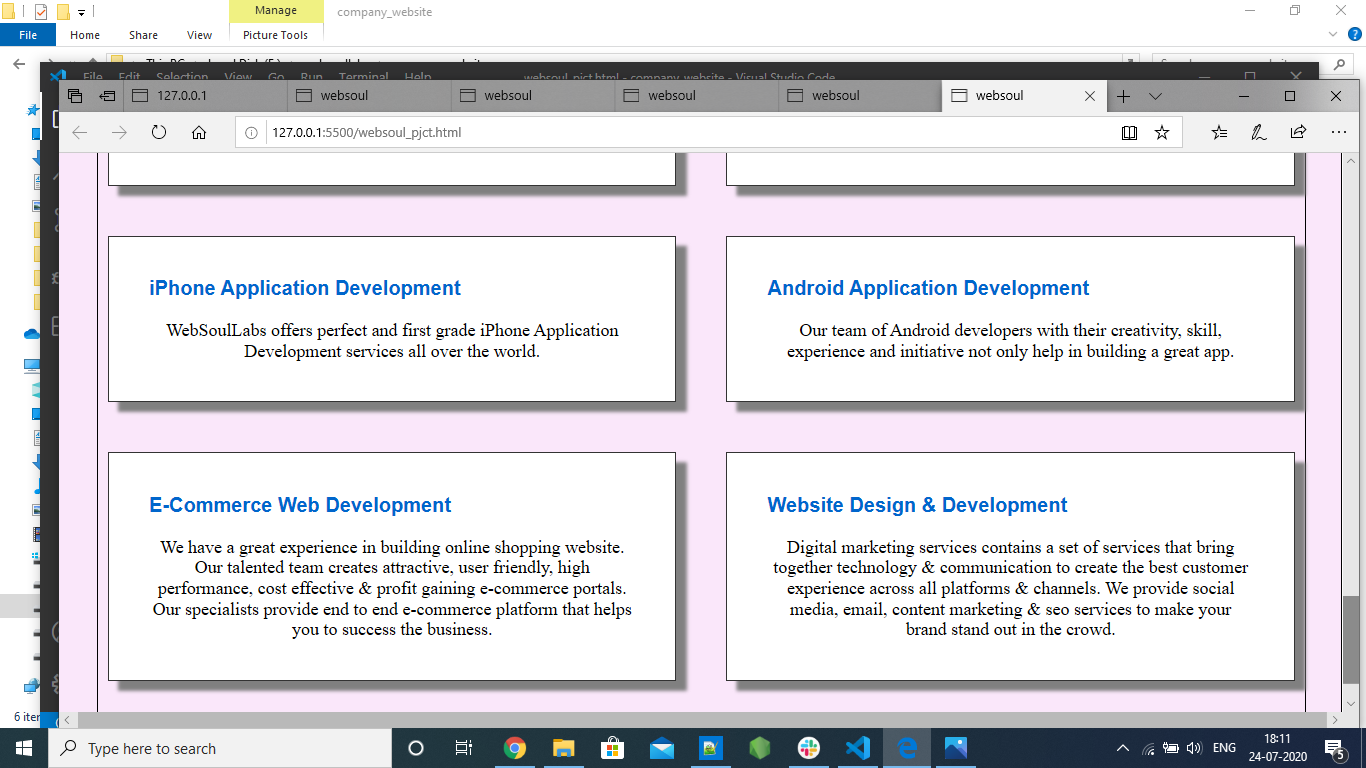 Manage
company_website
File
Home
Share
View
Picture Tools
File Edit Selection View Go Run Terminal Help
websoul_pjct.html - company_website - Visual Studio Code
127.0.0.1
websoul
websoul
websoul
websoul
websoul
127.0.0.1:5500/websoul_pjct.html
iPhone Application Development
WebSoulLabs offers perfect and first grade iPhone Application
Development services all over the world.
Android Application Development
Our team of Android developers with their creativity, skill,
experience and initiative not only help in building a great app.
E-Commerce Web Development
We have a great experience in building online shopping website.
Our talented team creates attractive, user friendly, high
performance, cost effective & profit gaining e-commerce portals.
Our specialists provide end to end e-commerce platform that helps
you to success the business.
Website Design & Development
Digital marketing services contains a set of services that bring
together technology & communication to create the best customer
experience across all platforms & channels. We provide social
media, email, content marketing & seo services to make your
brand stand out in the crowd.
6
Type here to search
ENG
18:11
24-07-2020
5